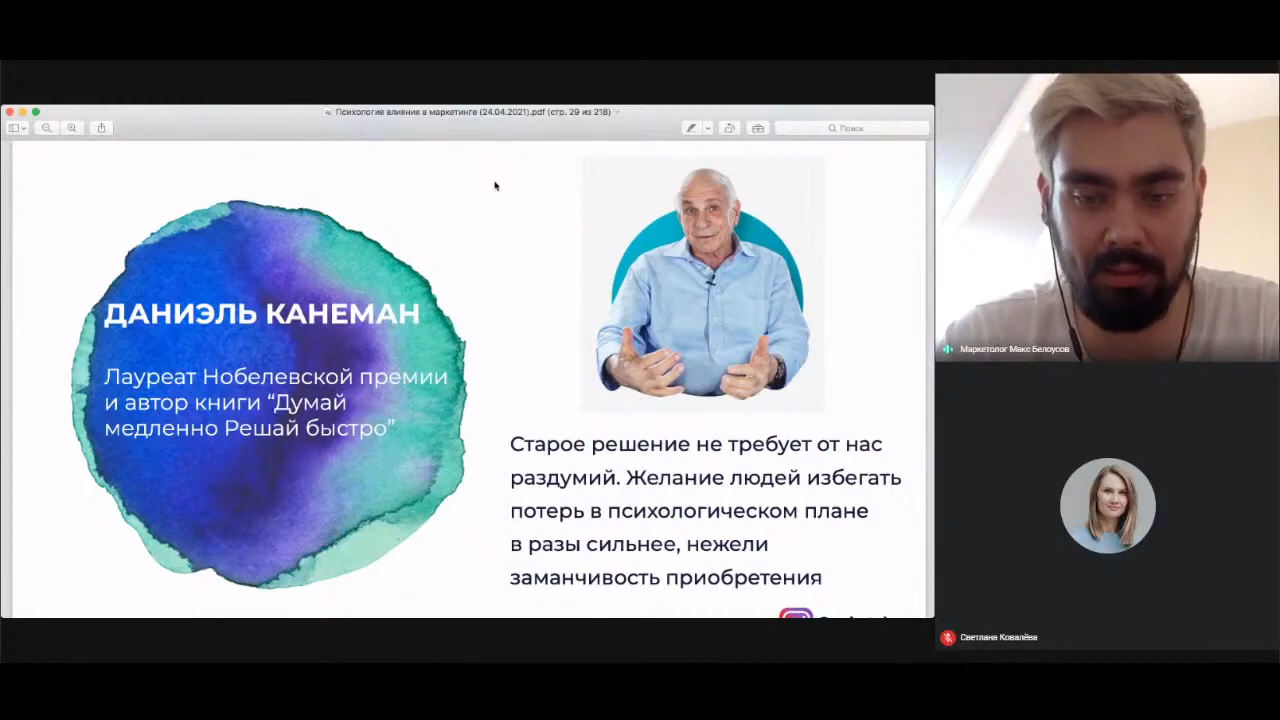 Психология влияния в маркетинге (24.04.2021).pdf (стр. 29 из 218)
Поиск
ДАНИЭЛЬ КАНЕМАН
Лауреат Нобелевской премии
и автор книги “Думай
медленно Решай быстро”
Старое решение не требует от нас
раздумий. Желание людей избегать
потерь в психологическом плане
в разы сильнее, нежели
заманчивость приобретения
Маркетолог Макс Белоусов
Светлана Ковалёва